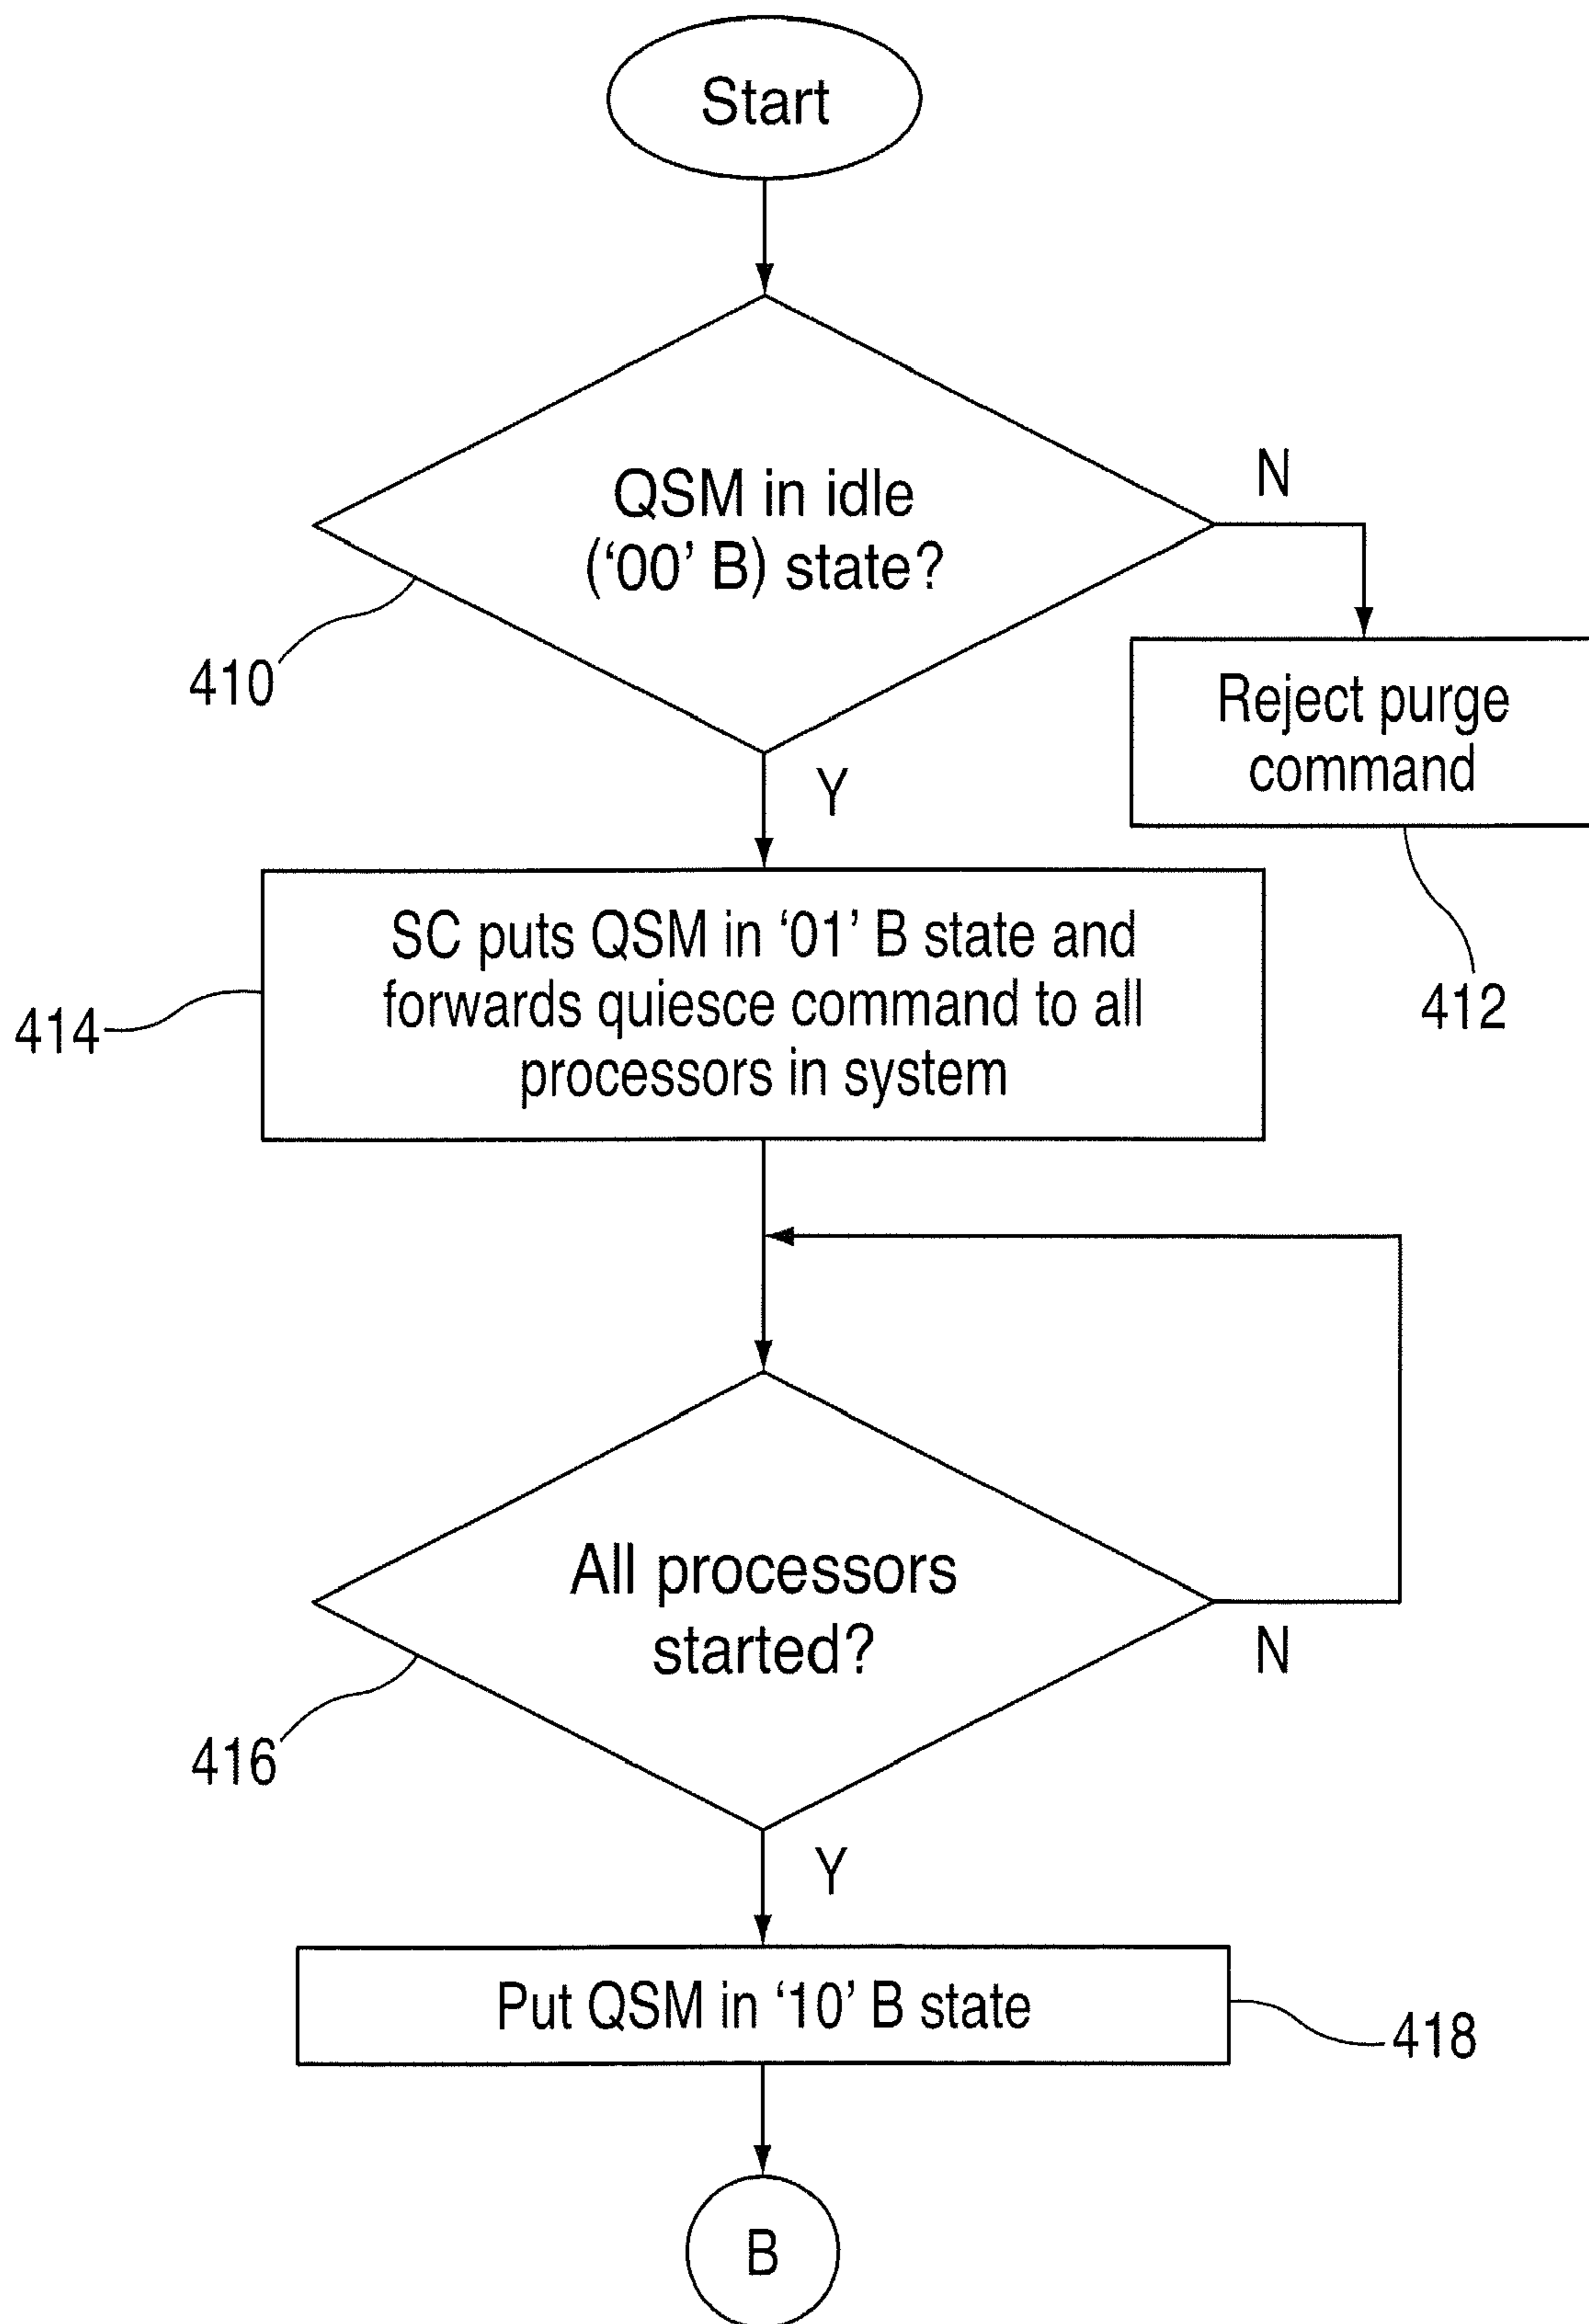 Start
QSM in idle
(‘00’ B) state?
N
410
Reject purge
command
Y
412
SC puts QSM in ‘01’ B state and
forwards quiesce command to all
processors in system
414
All processors
started?
N
416
Y
Put QSM in ‘10’ B state
418
B